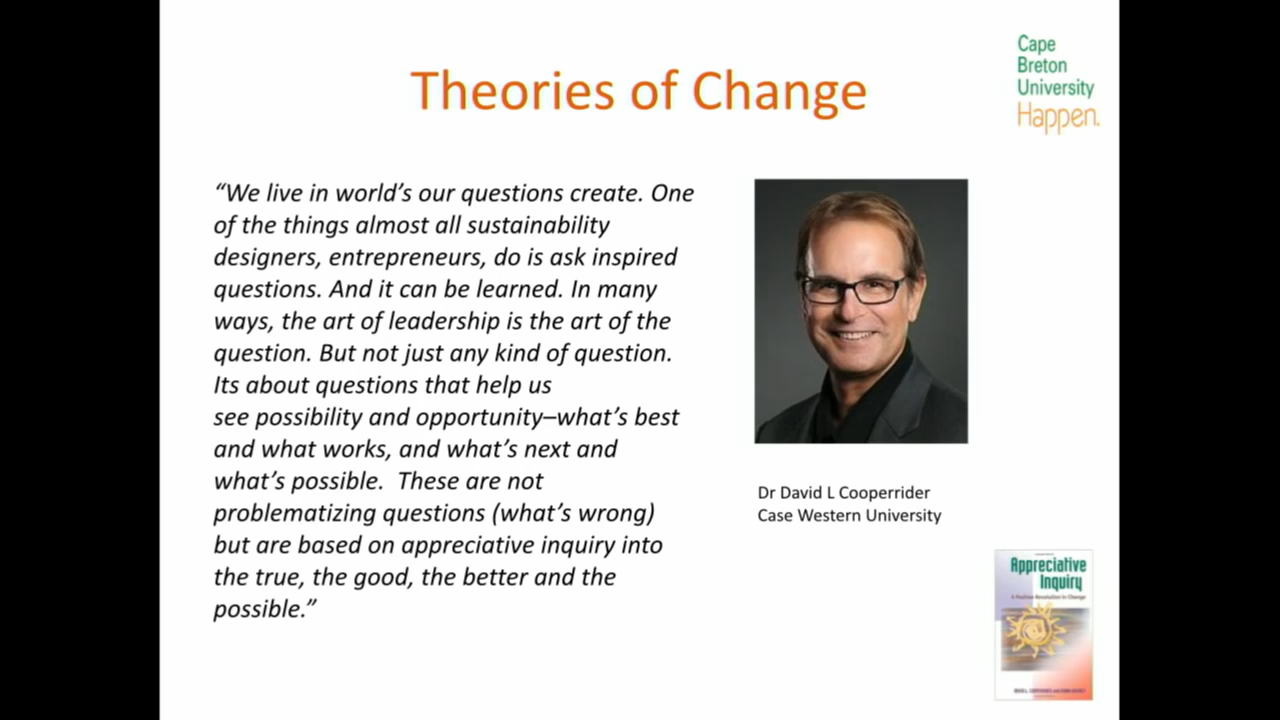 Theories of Change
Cape
Breton
University
Happen.
“We live in world’s our questions create. One
of the things almost all sustainability
designers, entrepreneurs, do is ask inspired
questions. And it can be learned. In many
ways, the art of leadership is the art of the
question. But not just any kind of question.
Its about questions that help us
see possibility and opportunity–what’s best
and what works, and what’s next and
what’s possible.  These are not
problematizing questions (what’s wrong)
but are based on appreciative inquiry into
the true, the good, the better and the
possible.”
Dr David L Cooperrider
Case Western University
Appreciative
Inquiry
A Positive Revolution in Change